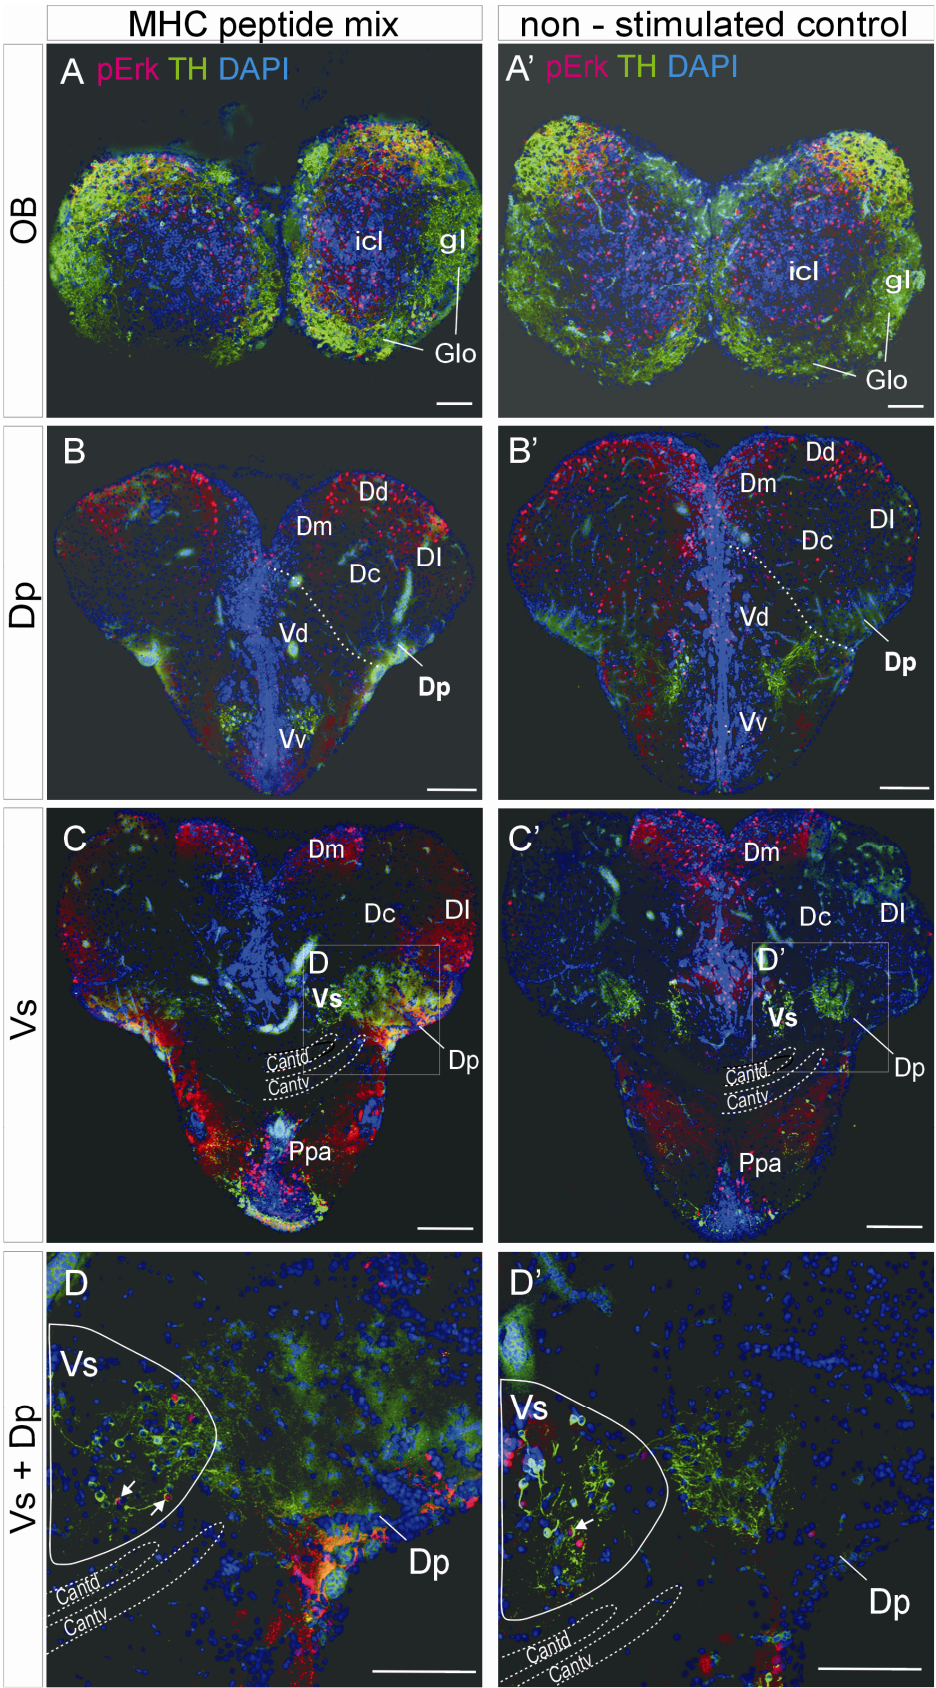 MHC peptide mix
non - stimulated control
OB
A pErk TH DAPI
icl
gl
Glo
A' pErk TH DAPI
icl
gl
Glo
Dp
B
Dd
Dm
Dl
Dc
Vd
Dp
Vv
B'
Dd
Dm
Dl
Dc
Vd
Dp
Vv
Vs
C
Dm
Dc
Dl
D
Vs
Dp
Cantd
Cantv
Ppa
C'
Dm
Dc
Dl
D'
Vs
Dp
Cantd
Cantv
Ppa
Vs + Dp
D
Vs
Dp
Cantd
Cantv
D'
Vs
Dp
Cantd
Cantv